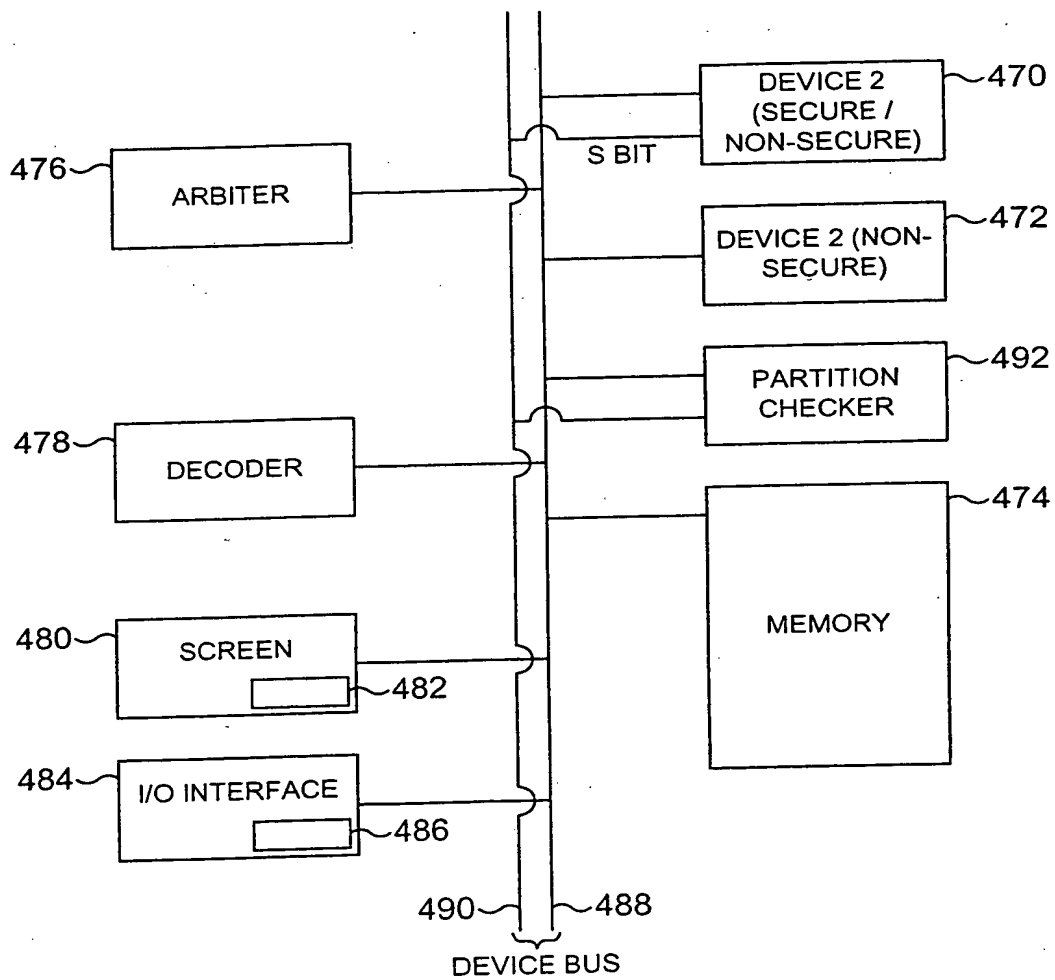 476
ARBITER
478
DECODER
480
SCREEN
482
484
I/O INTERFACE
486
DEVICE 2
(SECURE /
NON-SECURE)
470
S BIT
DEVICE 2 (NON-
SECURE)
472
PARTITION
CHECKER
492
MEMORY
474
490
488
DEVICE BUS